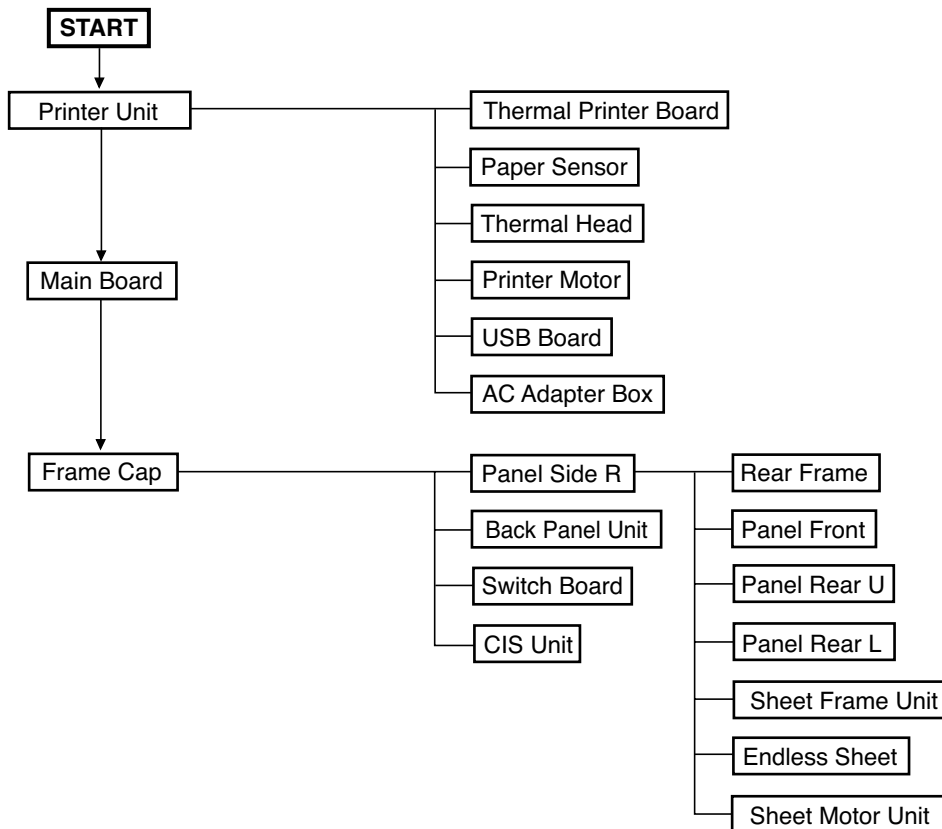 START
Printer Unit
Thermal Printer Board
Paper Sensor
Thermal Head
Main Board
Printer Motor
USB Board
AC Adapter Box
Frame Cap
Panel Side R
Rear Frame
Back Panel Unit
Panel Front
Switch Board
Panel Rear U
CIS Unit
Panel Rear L
Sheet Frame Unit
Endless Sheet
Sheet Motor Unit